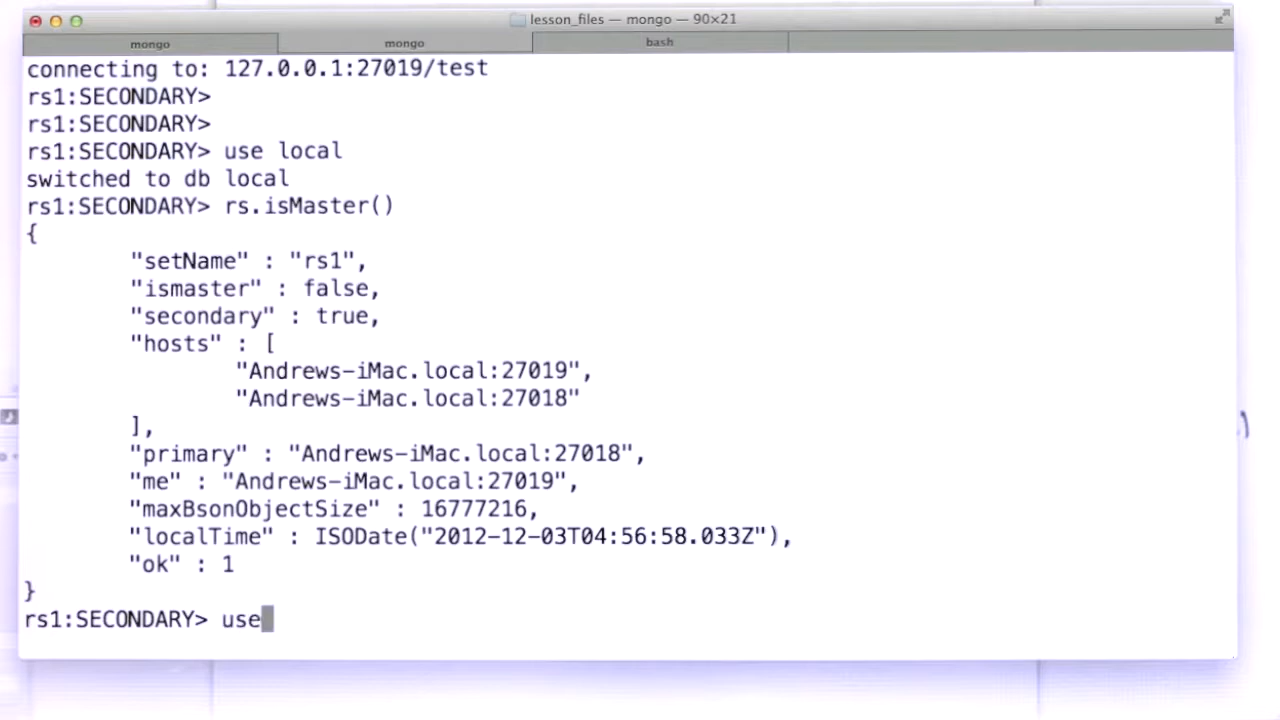 lesson_files — mongo — 90×21
mongo mongo bash
connecting to: 127.0.0.1:27019/test
rs1:SECONDARY>
rs1:SECONDARY>
rs1:SECONDARY> use local
switched to db local
rs1:SECONDARY> rs.isMaster()
{
"setName" : "rs1",
"ismaster" : false,
"secondary" : true,
"hosts" : [
"Andrews-iMac.local:27019",
"Andrews-iMac.local:27018"
],
"primary" : "Andrews-iMac.local:27018",
"me" : "Andrews-iMac.local:27019",
"maxBsonObjectSize" : 16777216,
"localTime" : ISODate("2012-12-03T04:56:58.033Z"),
"ok" : 1
}
rs1:SECONDARY> use